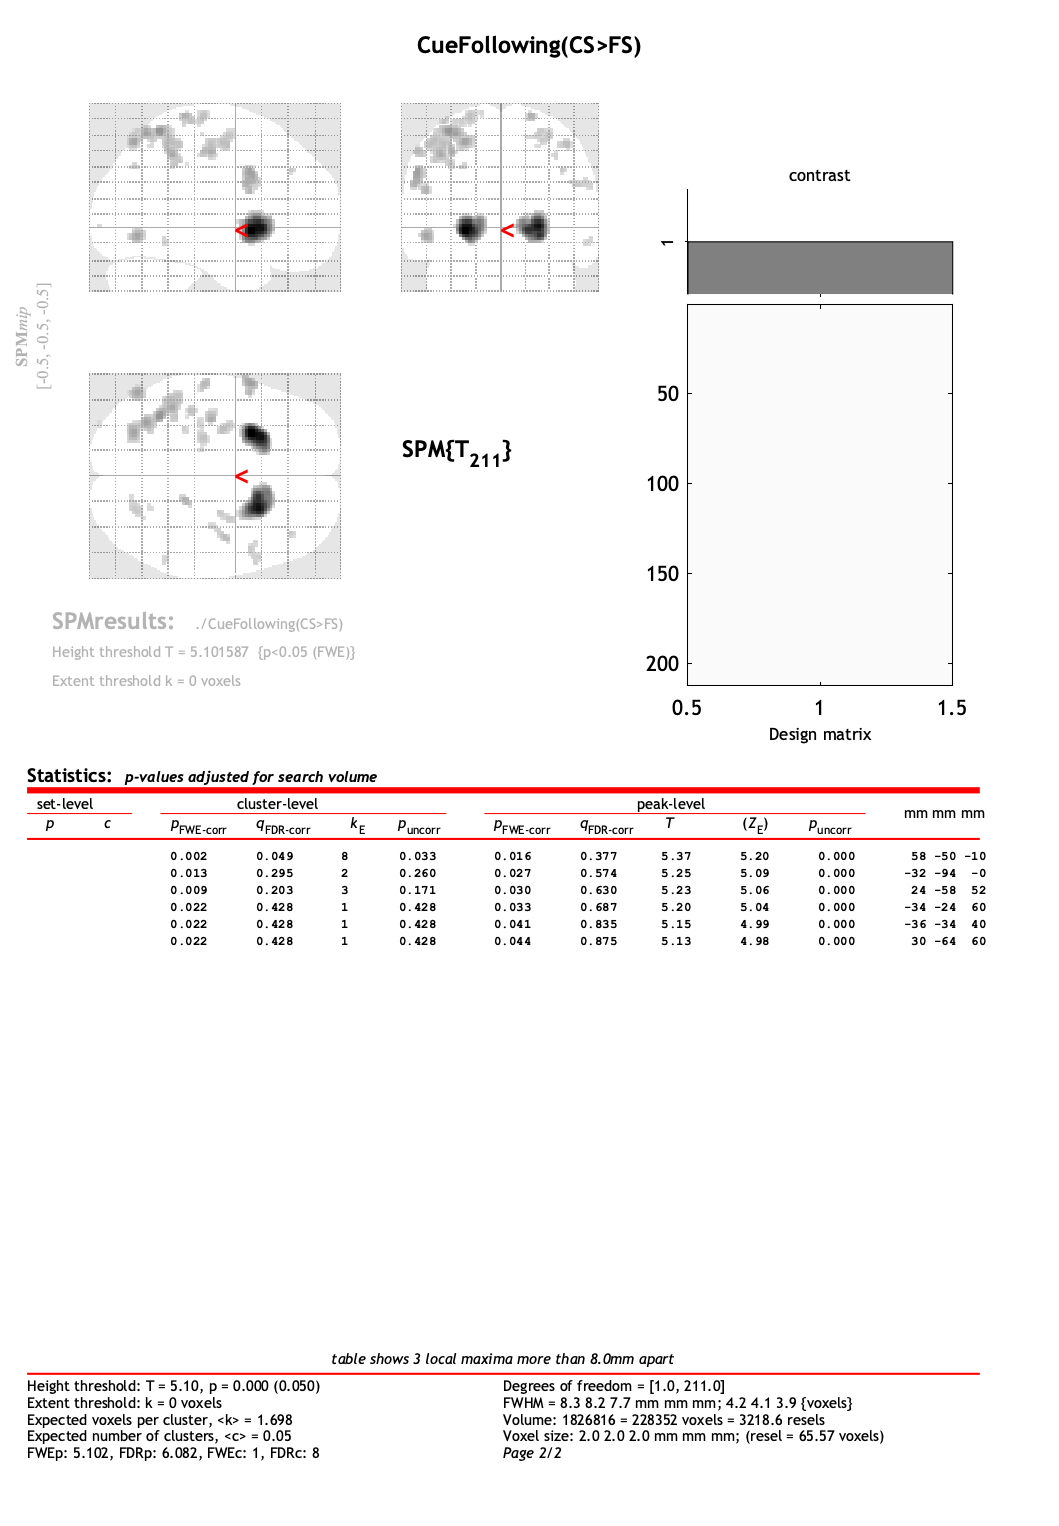 CueFollowing(CS>FS)
contrast
1
SPMmip
[-0.5, -0.5, -0.5]
<
<
<
SPM{T211}
50
100
150
200
0.5 1 1.5
Design matrix
SPMresults: ./CueFollowing(CS>FS)
Height threshold T = 5.101587 {p<0.05 (FWE)}
Extent threshold k = 0 voxels
Statistics: p-values adjusted for search volume
set-level cluster-level peak-level mm mm mm
p c pFWE-corr qFDR-corr kE puncorr pFWE-corr qFDR-corr T (ZE) puncorr
0.002 0.049 8 0.033 0.016 0.377 5.37 5.20 0.000 58 -50 -10
0.013 0.295 2 0.260 0.027 0.574 5.25 5.09 0.000 -32 -94 -0
0.009 0.203 3 0.171 0.030 0.630 5.23 5.06 0.000 24 -58 52
0.022 0.428 1 0.428 0.033 0.687 5.20 5.04 0.000 -34 -24 60
0.022 0.428 1 0.428 0.041 0.835 5.15 4.99 0.000 -36 -34 40
0.022 0.428 1 0.428 0.044 0.875 5.13 4.98 0.000 30 -64 60
table shows 3 local maxima more than 8.0mm apart
Height threshold: T = 5.10, p = 0.000 (0.050)
Extent threshold: k = 0 voxels
Expected voxels per cluster, <k> = 1.698
Expected number of clusters, <c> = 0.05
FWEp: 5.102, FDRp: 6.082, FWEc: 1, FDRc: 8
Degrees of freedom = [1.0, 211.0]
FWHM = 8.3 8.2 7.7 mm mm mm; 4.2 4.1 3.9 {voxels}
Volume: 1826816 = 228352 voxels = 3218.6 resels
Voxel size: 2.0 2.0 2.0 mm mm mm; (resel = 65.57 voxels)
Page 2/2